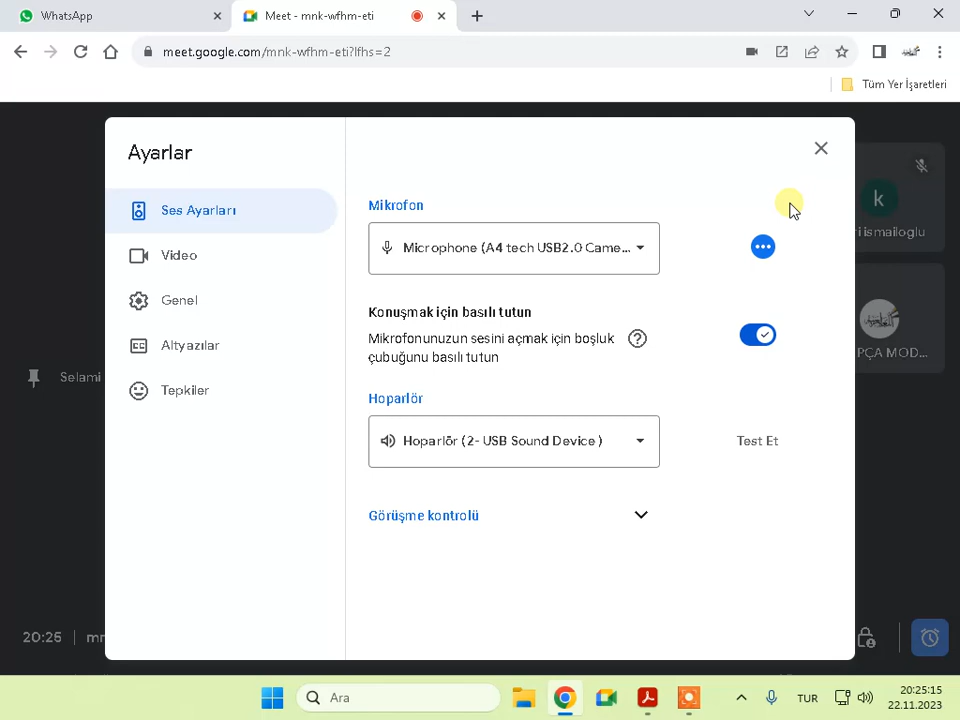 WhatsApp
Meet - mnk-wfhm-eti
meet.google.com/mnk-wfhm-eti?lfhs=2
Tüm Yer İşaretleri
Ayarlar
Ses Ayarları
Video
Genel
Altyazılar
Tepkiler
Mikrofon
Microphone (A4 tech USB2.0 Came...
Konuşmak için basılı tutun
Mikrofonunuzun sesini açmak için boşluk
çubuğunu basılı tutun
Hoparlör
Hoparlör (2- USB Sound Device )
Test Et
Görüşme kontrolü
k
i ismailoglu
PÇA MOD...
Selami
20:25
Ara
TUR
20:25:15
22.11.2023